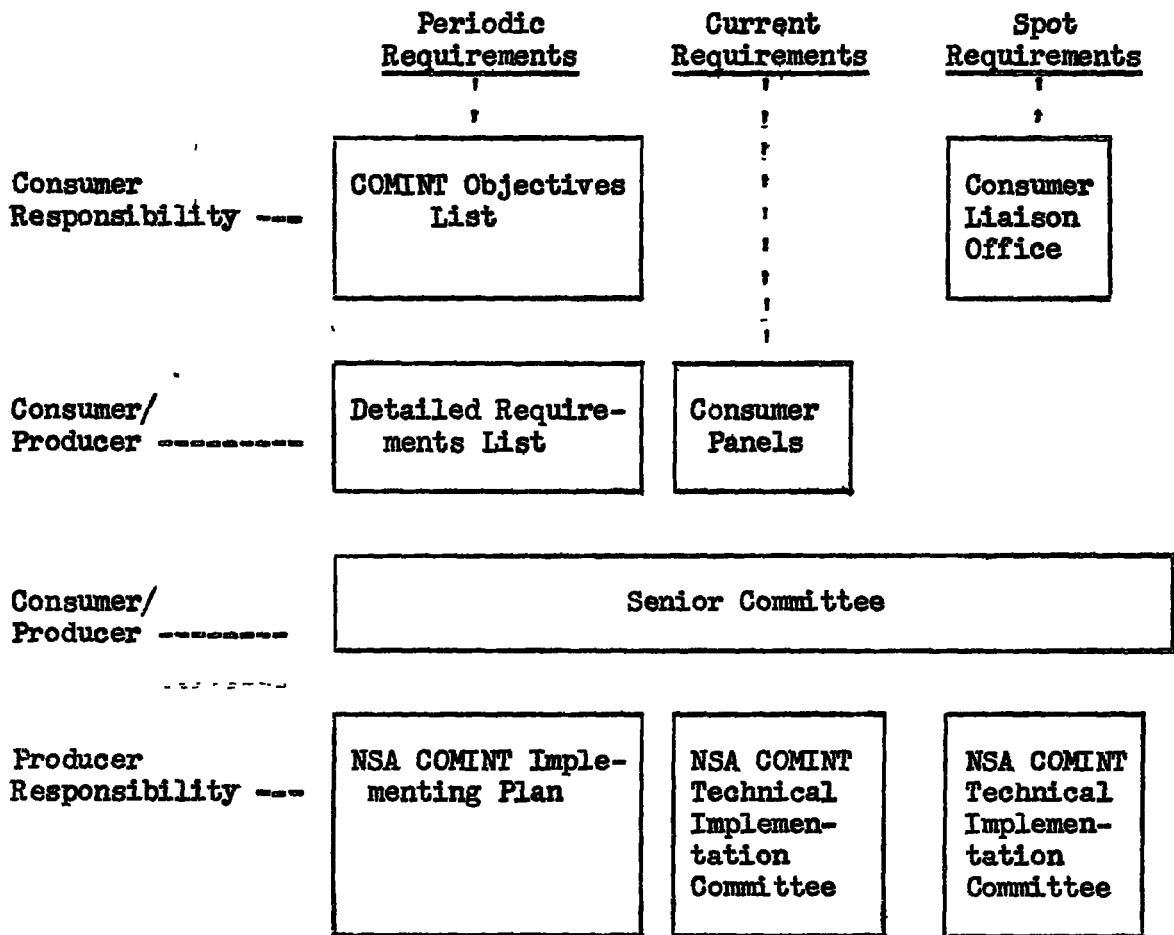 Periodic Current Spot
Requirements Requirements Requirements
Consumer
Responsibility ---
COMINT Objectives
List
Consumer
Liaison
Office
Consumer/
Producer --------
Detailed Require-
ments List
Consumer
Panels
Consumer/
Producer --------
Senior Committee
Producer
Responsibility ---
NSA COMINT Imple-
menting Plan
NSA COMINT
Technical
Implemen-
tation
Committee
NSA COMINT
Technical
Implemen-
tation
Committee